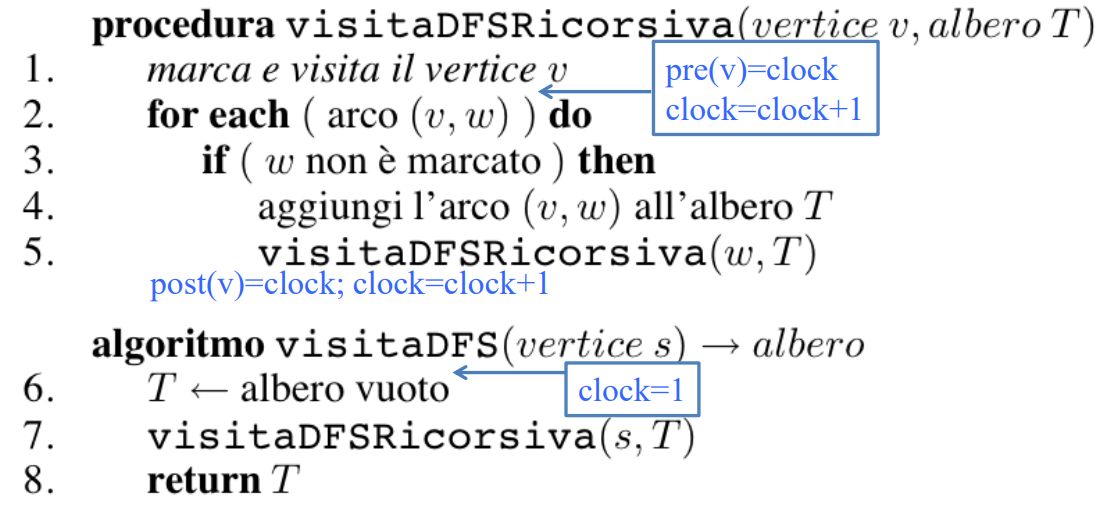 procedura visitaDFSRicorsiva(vertice v, albero T)
1. marca e visita il vertice v
pre(v)=clock
clock=clock+1
2. for each ( arco (v, w) ) do
3. if ( w non è marcato ) then
4. aggiungi l'arco (v, w) all'albero T
5. visitaDFSRicorsiva(w, T)
post(v)=clock; clock=clock+1
algoritmo visitaDFS(vertice s) → albero
clock=1
6. T ← albero vuoto
7. visitaDFSRicorsiva(s, T)
8. return T